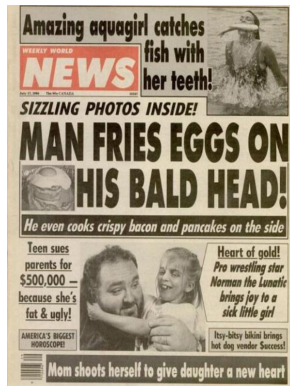 Amazing aquagirl catches
fish with
her teeth!
WEEKLY WORLD
NEWS
SIZZLING PHOTOS INSIDE!
MAN FRIES EGGS ON
HIS BALD HEAD!
He even cooks crispy bacon and pancakes on the side
Teen sues
parents for
$500,000 —
because she's
fat & ugly!
Heart of gold!
Pro wrestling star
Norman the Lunatic
brings joy to a
sick little girl
AMERICA'S BIGGEST
HOROSCOPE!
Itsy-bitsy bikini brings
hot dog vendor Success!
Mom shoots herself to give daughter a new heart